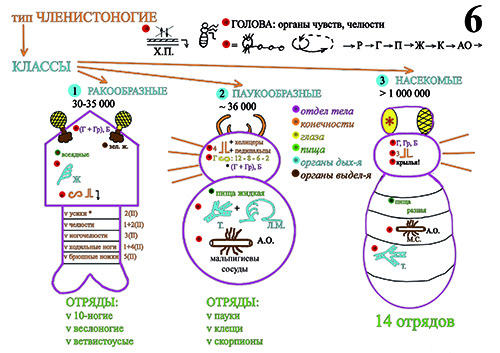 тип ЧЛЕНИСТОНОГИЕ
6
ГОЛОВА: органы чувств, челюсти
Х.П.
→Р→Г→П→Ж→К→АО→
КЛАССЫ
1 РАКООБРАЗНЫЕ
30-35 000
2 ПАУКООБРАЗНЫЕ
~ 36 000
3 НАСЕКОМЫЕ
> 1 000 000
отдел тела
конечности
глаза
пища
органы дых-я
органы выдел-я
(Г + Гр), Б
зел. ж.
всеядные
Ж
v усики * 2(II)
v челюсти 1+2(II)
v ногочелюсти 3(II)
v ходильные ноги 1+4(II)
v брюшные ножки 5(II)
4 + хелицеры
+ педипальпы
Г 12 - 8 - 6 - 2
(Г + Гр), Б
пища жидкая
+
Т. Л.М.
А.О.
мальпигиевы
сосуды
*
Г, Гр, Б
3
крылья!
пища
разная
А.О.
М.С.
Т.
ОТРЯДЫ:
v 10-ногие
v веслоногие
v ветвистоусые
ОТРЯДЫ:
v пауки
v клещи
v скорпионы
14 отрядов